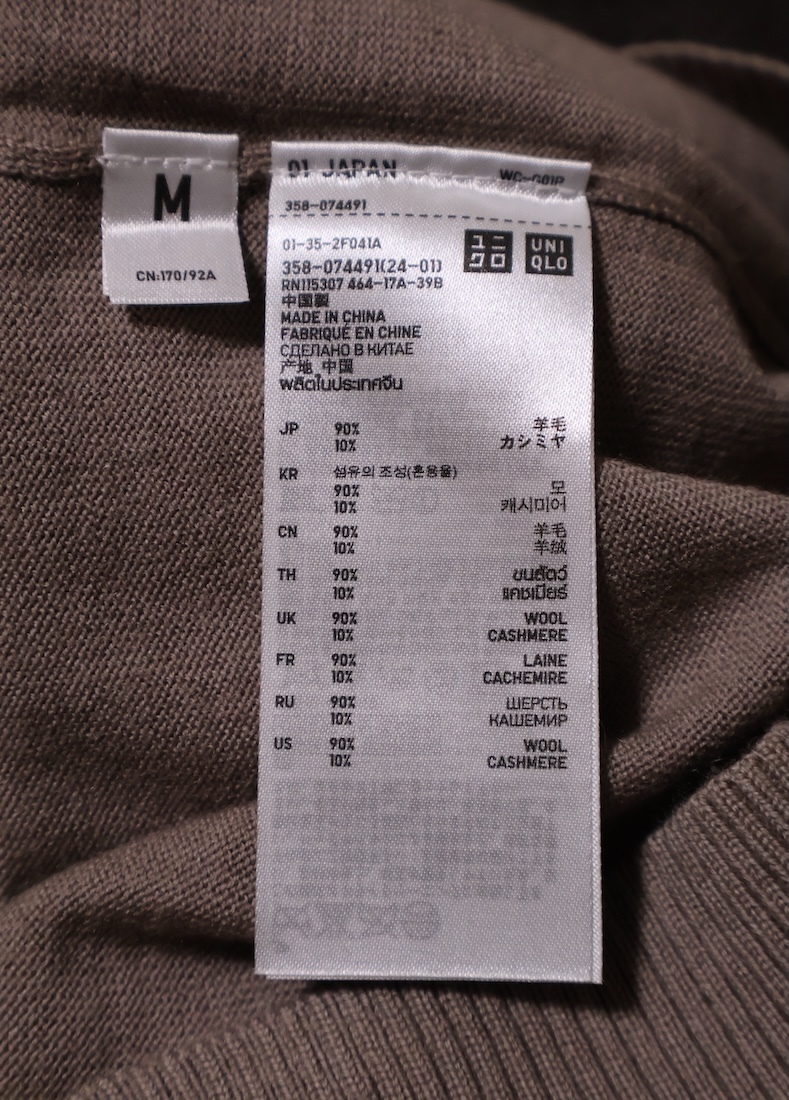 M
CN:170/92A
01 JAPAN
WC-G01P
358-074491
01-35-2F041A
ユニ
クロ
UNI
QLO
358-074491(24-01)
RN115307 464-17A-39B
中国製
MADE IN CHINA
FABRIQUÉ EN CHINE
СДЕЛАНО В КИТАЕ
产地 中国
ผลิตในประเทศจีน
JP 90% 羊毛
10% カシミヤ
KR 섬유의 조성(혼용율)
90% 모
10% 캐시미어
CN 90% 羊毛
10% 羊绒
TH 90% ขนสัตว์
10% แคชเมียร์
UK 90% WOOL
10% CASHMERE
FR 90% LAINE
10% CACHEMIRE
RU 90% ШЕРСТЬ
10% КАШЕМИР
US 90% WOOL
10% CASHMERE